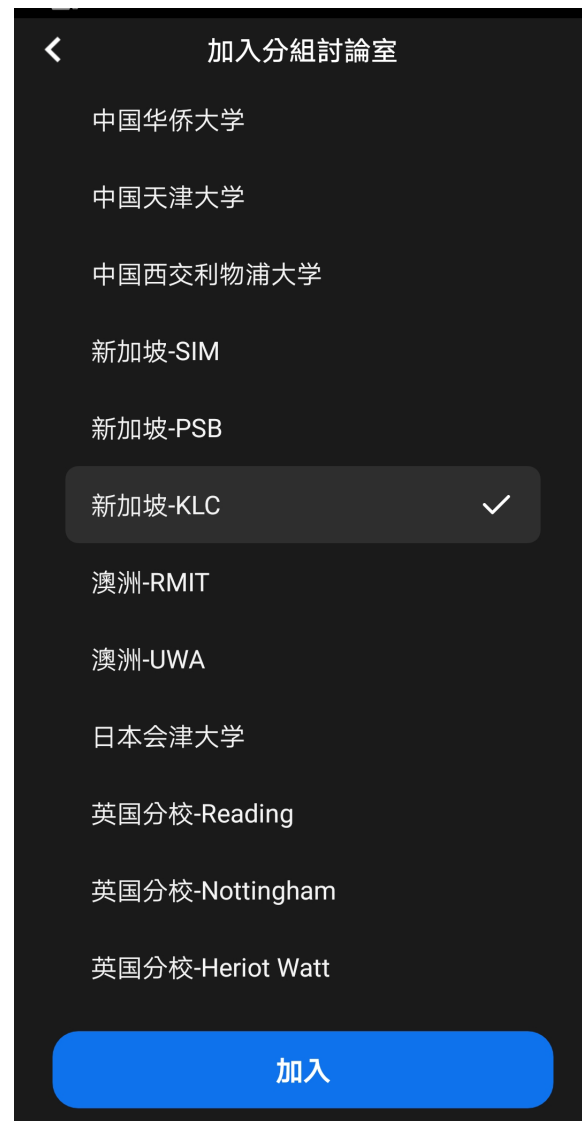 加入分組討論室
中国华侨大学
中国天津大学
中国西交利物浦大学
新加坡-SIM
新加坡-PSB
新加坡-KLC
澳洲-RMIT
澳洲-UWA
日本会津大学
英国分校-Reading
英国分校-Nottingham
英国分校-Heriot Watt
加入